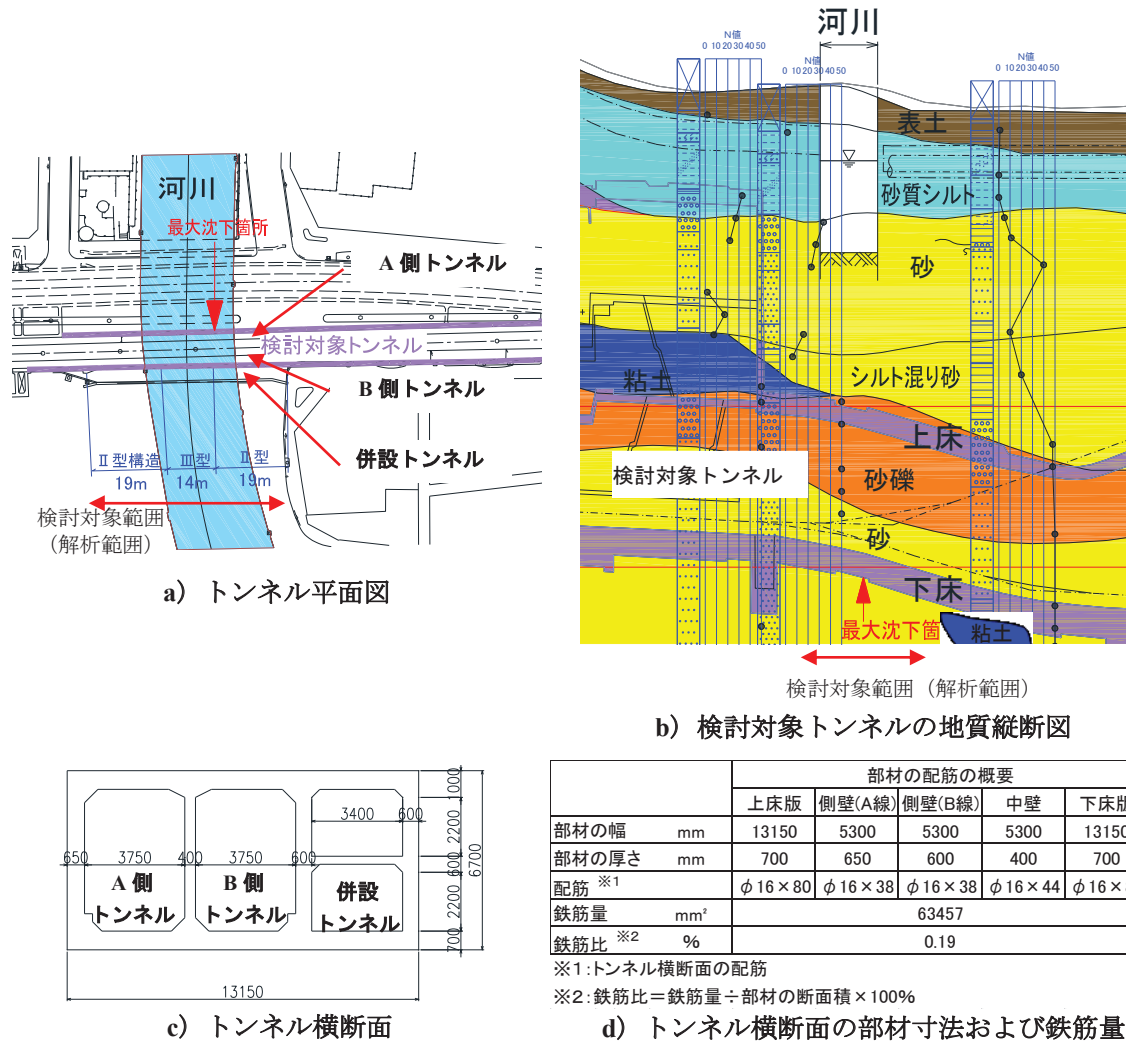 河川
最大沈下箇所
A 側トンネル
検討対象トンネル
B 側トンネル
併設トンネル
Ⅱ型構造 Ⅲ型 Ⅱ型
19m 14m 19m
検討対象範囲
（解析範囲）
a）トンネル平面図
河川
N値
0 10 20 30 40 50
N値
0 10 20 30 40 50
N値
0 10 20 30 40 50
表土
砂質シルト
砂
シルト混り砂
粘土
上床
検討対象トンネル
砂礫
砂
下床
最大沈下箇
粘土
検討対象範囲（解析範囲）
b）検討対象トンネルの地質縦断図
1000
3400 600
2200
650 3750 400 3750 600
600
6700
A 側
トンネル
B 側
トンネル
併設
トンネル
2200
700
13150
c）トンネル横断面
部材の配筋の概要
上床版 側壁(A線) 側壁(B線) 中壁 下床版
部材の幅 mm 13150 5300 5300 5300 13150
部材の厚さ mm 700 650 600 400 700
配筋 ※1 φ16×80 φ16×38 φ16×38 φ16×44 φ16×
鉄筋量 mm² 63457
鉄筋比 ※2 % 0.19
※1:トンネル横断面の配筋
※2:鉄筋比＝鉄筋量÷部材の断面積×100%
d）トンネル横断面の部材寸法および鉄筋量